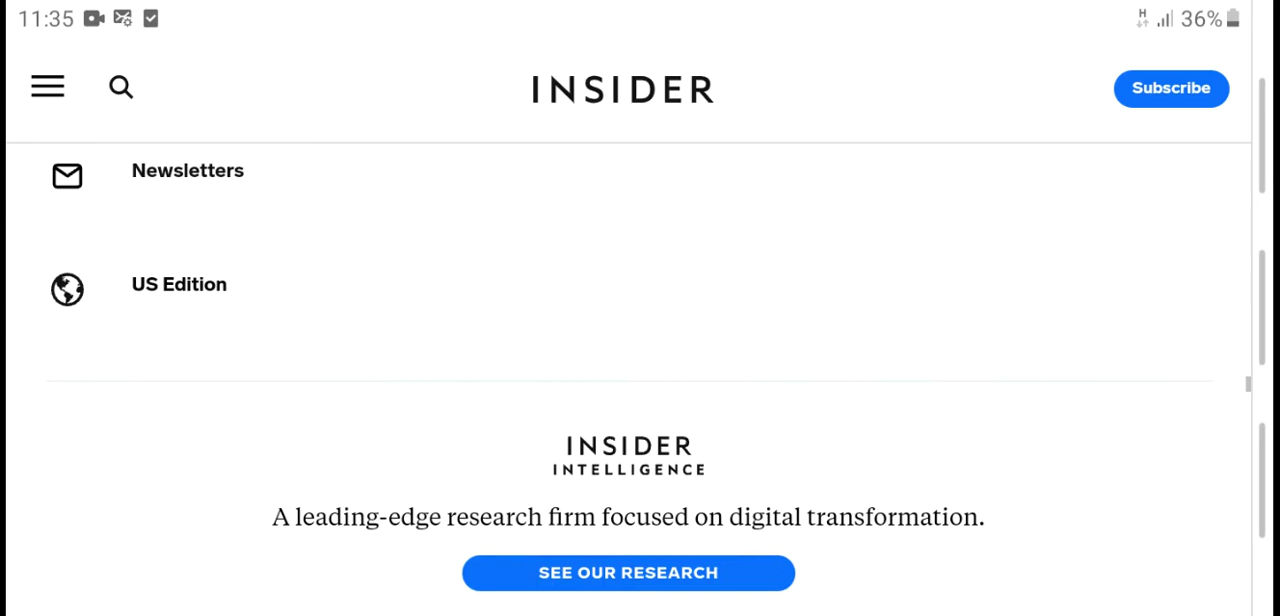 11:35
H
36%
INSIDER
Subscribe
Newsletters
US Edition
INSIDER
INTELLIGENCE
A leading-edge research firm focused on digital transformation.
SEE OUR RESEARCH